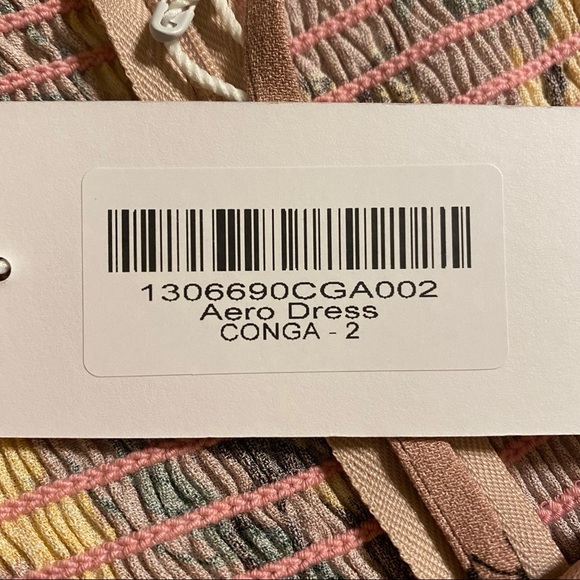 1306690CGA002
Aero Dress
CONGA - 2